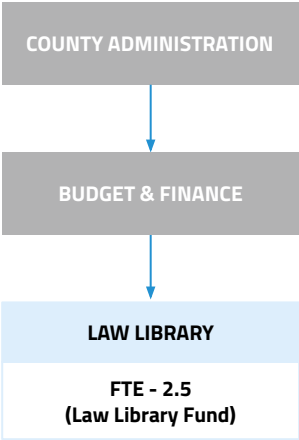 COUNTY ADMINISTRATION
BUDGET & FINANCE
LAW LIBRARY
FTE - 2.5
(Law Library Fund)